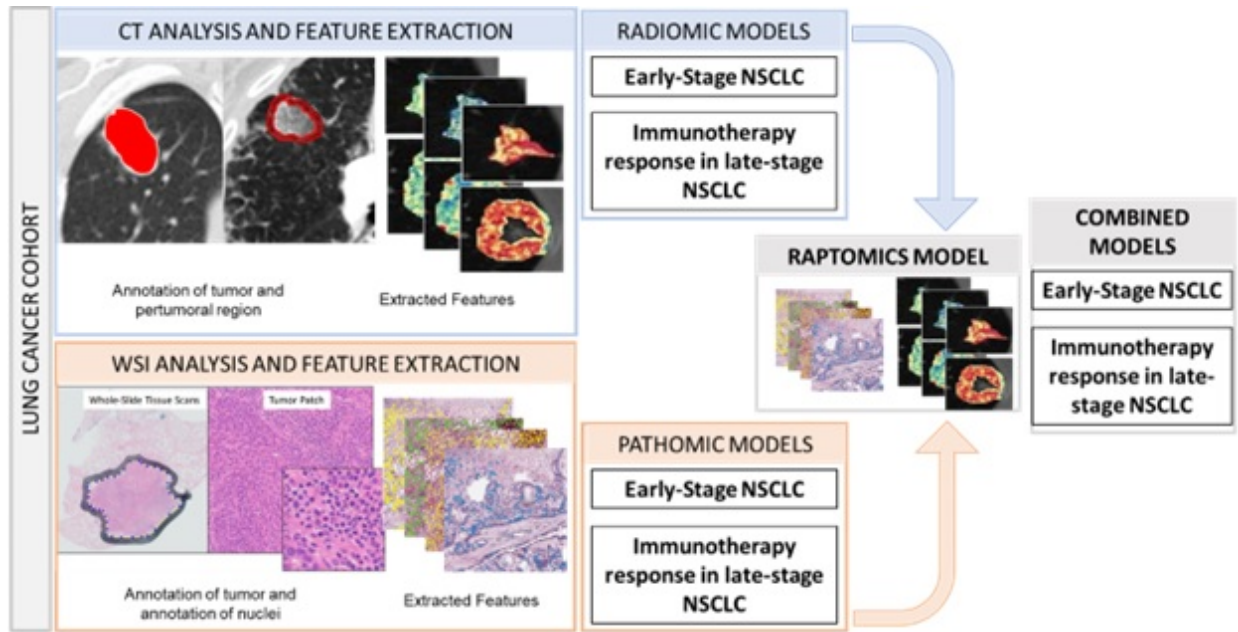 LUNG CANCER COHORT
CT ANALYSIS AND FEATURE EXTRACTION
Annotation of tumor and
pertumoral region
Extracted Features
WSI ANALYSIS AND FEATURE EXTRACTION
Whole-Slide Tissue Scans
Tumor Patch
Annotation of tumor and
annotation of nuclei
Extracted Features
RADIOMIC MODELS
Early-Stage NSCLC
Immunotherapy
response in late-stage
NSCLC
PATHOMIC MODELS
Early-Stage NSCLC
Immunotherapy
response in late-stage
NSCLC
RAPTOMICS MODEL
COMBINED
MODELS
Early-Stage NSCLC
Immunotherapy
response in late-
stage NSCLC